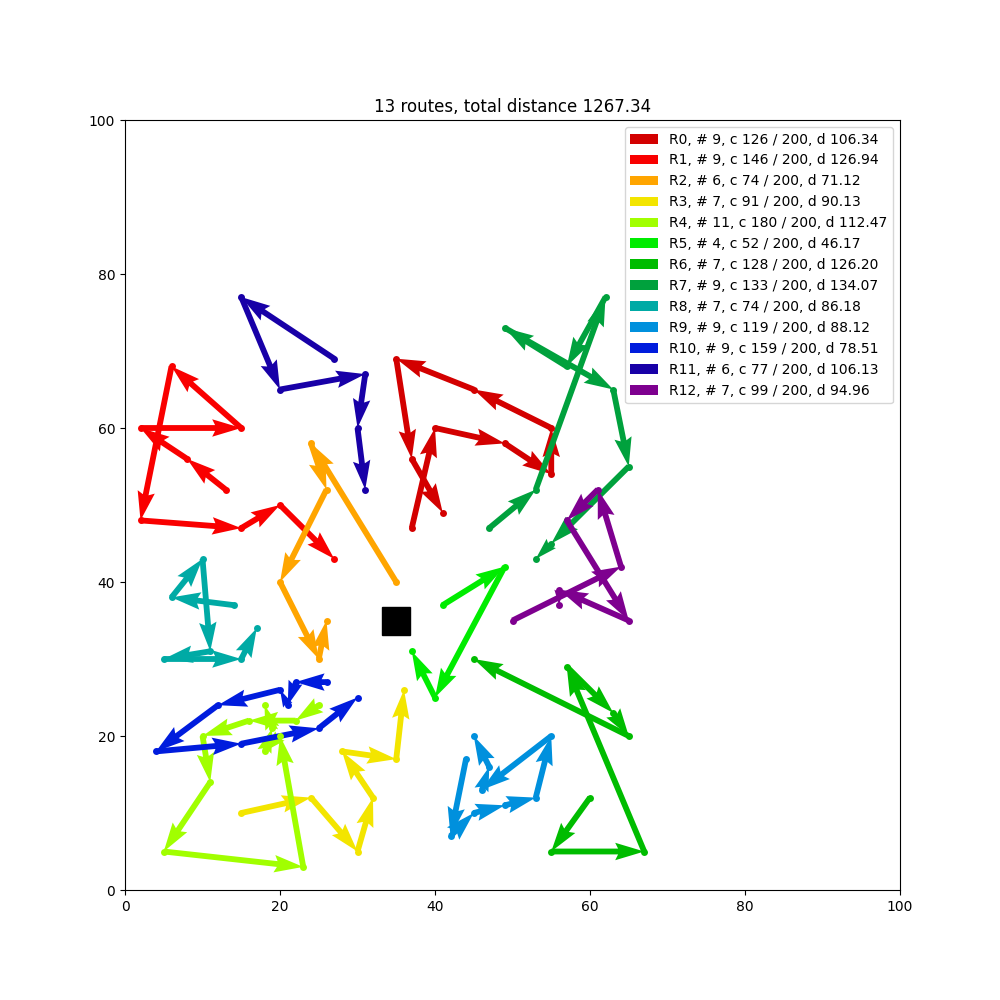 13 routes, total distance 1267.34
R0, # 9, c 126 / 200, d 106.34
R1, # 9, c 146 / 200, d 126.94
R2, # 6, c 74 / 200, d 71.12
R3, # 7, c 91 / 200, d 90.13
R4, # 11, c 180 / 200, d 112.47
R5, # 4, c 52 / 200, d 46.17
R6, # 7, c 128 / 200, d 126.20
R7, # 9, c 133 / 200, d 134.07
R8, # 7, c 74 / 200, d 86.18
R9, # 9, c 119 / 200, d 88.12
R10, # 9, c 159 / 200, d 78.51
R11, # 6, c 77 / 200, d 106.13
R12, # 7, c 99 / 200, d 94.96
100
80
60
40
20
0
0 20 40 60 80 100